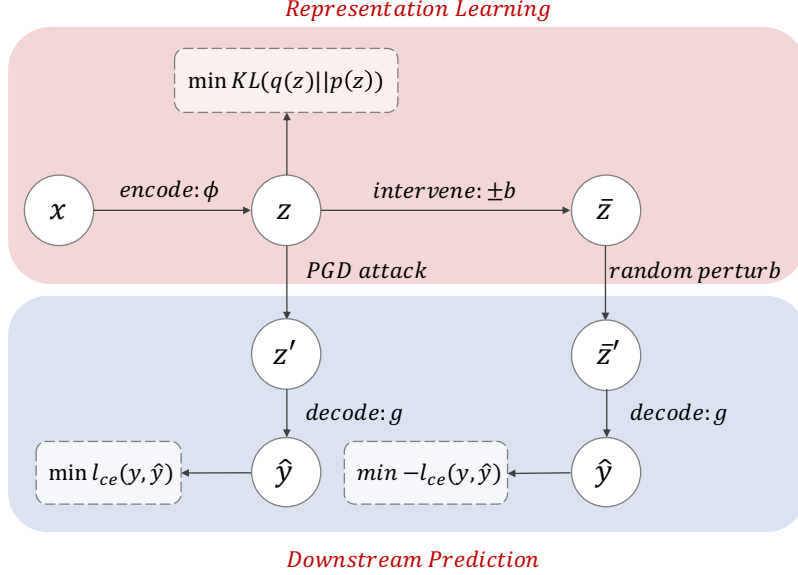 Representation Learning
min KL(q(z)||p(z))
encode: ϕ
intervene: ±b
x
z
z̄
PGD attack
random perturb
z′
z̄′
decode: g
decode: g
min l_ce(y, ŷ)
ŷ
min −l_ce(y, ŷ)
ŷ
Downstream Prediction